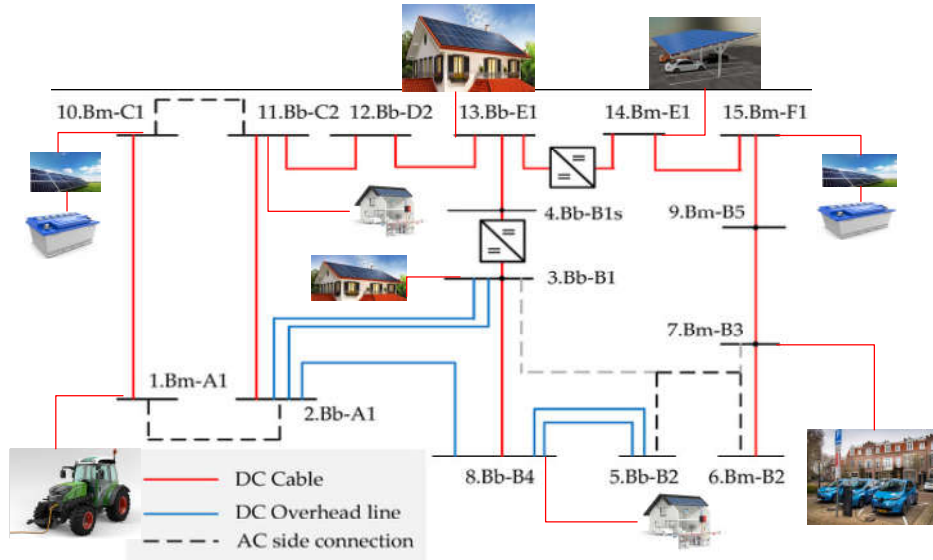 10.Bm-C1
11.Bb-C2
12.Bb-D2
13.Bb-E1
14.Bm-E1
15.Bm-F1
4.Bb-B1s
9.Bm-B5
3.Bb-B1
7.Bm-B3
1.Bm-A1
2.Bb-A1
8.Bb-B4
5.Bb-B2
6.Bm-B2
DC Cable
DC Overhead line
AC side connection